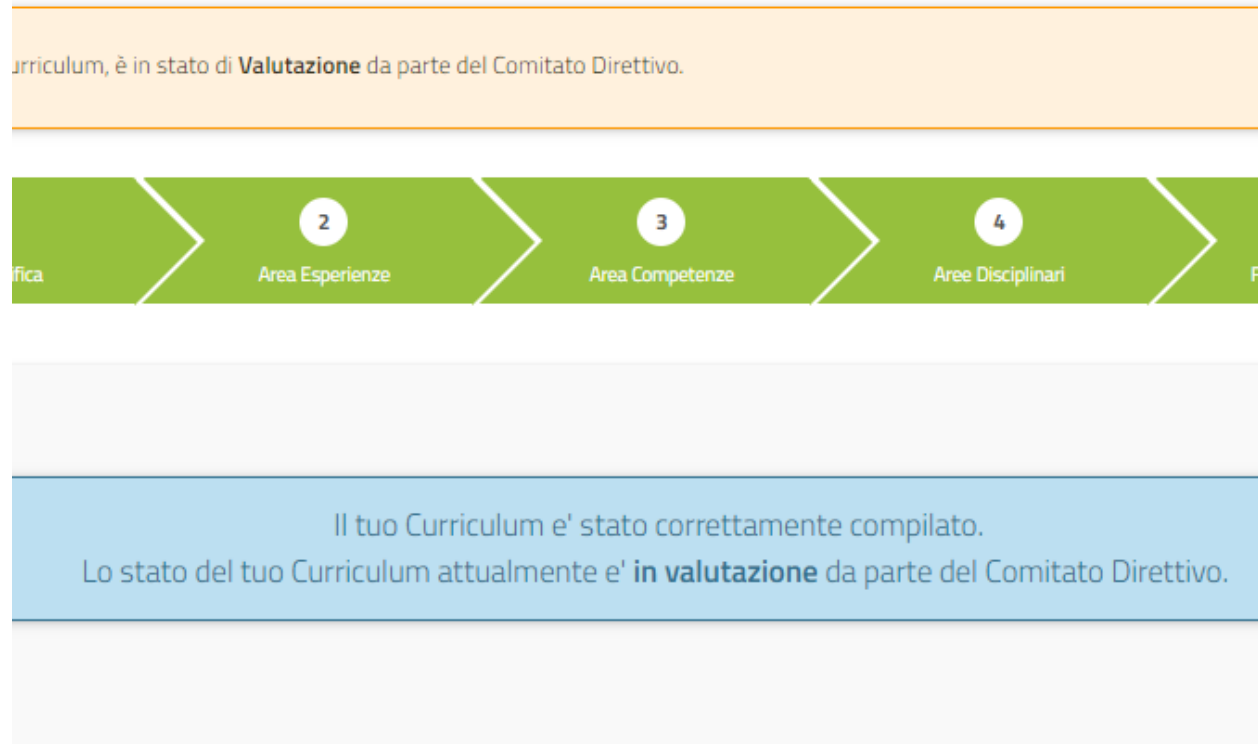 urriculum, è in stato di Valutazione da parte del Comitato Direttivo.
2
3
4
ifica
Area Esperienze
Area Competenze
Aree Disciplinari
Il tuo Curriculum e' stato correttamente compilato.
Lo stato del tuo Curriculum attualmente e' in valutazione da parte del Comitato Direttivo.